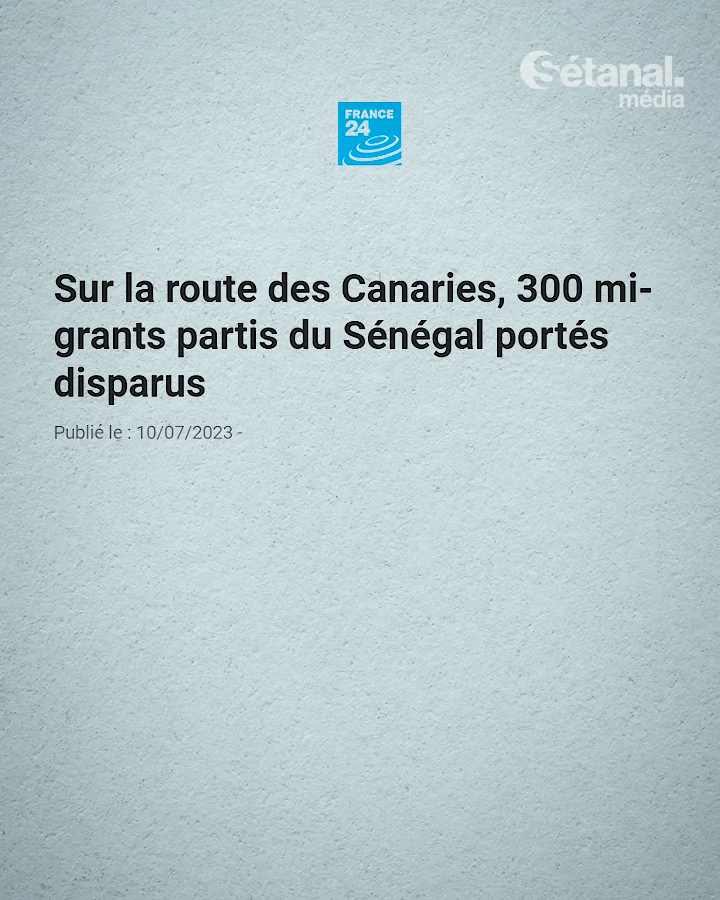 Sétanal.
média
FRANCE
24
Sur la route des Canaries, 300 mi-
grants partis du Sénégal portés
disparus
Publié le : 10/07/2023 -